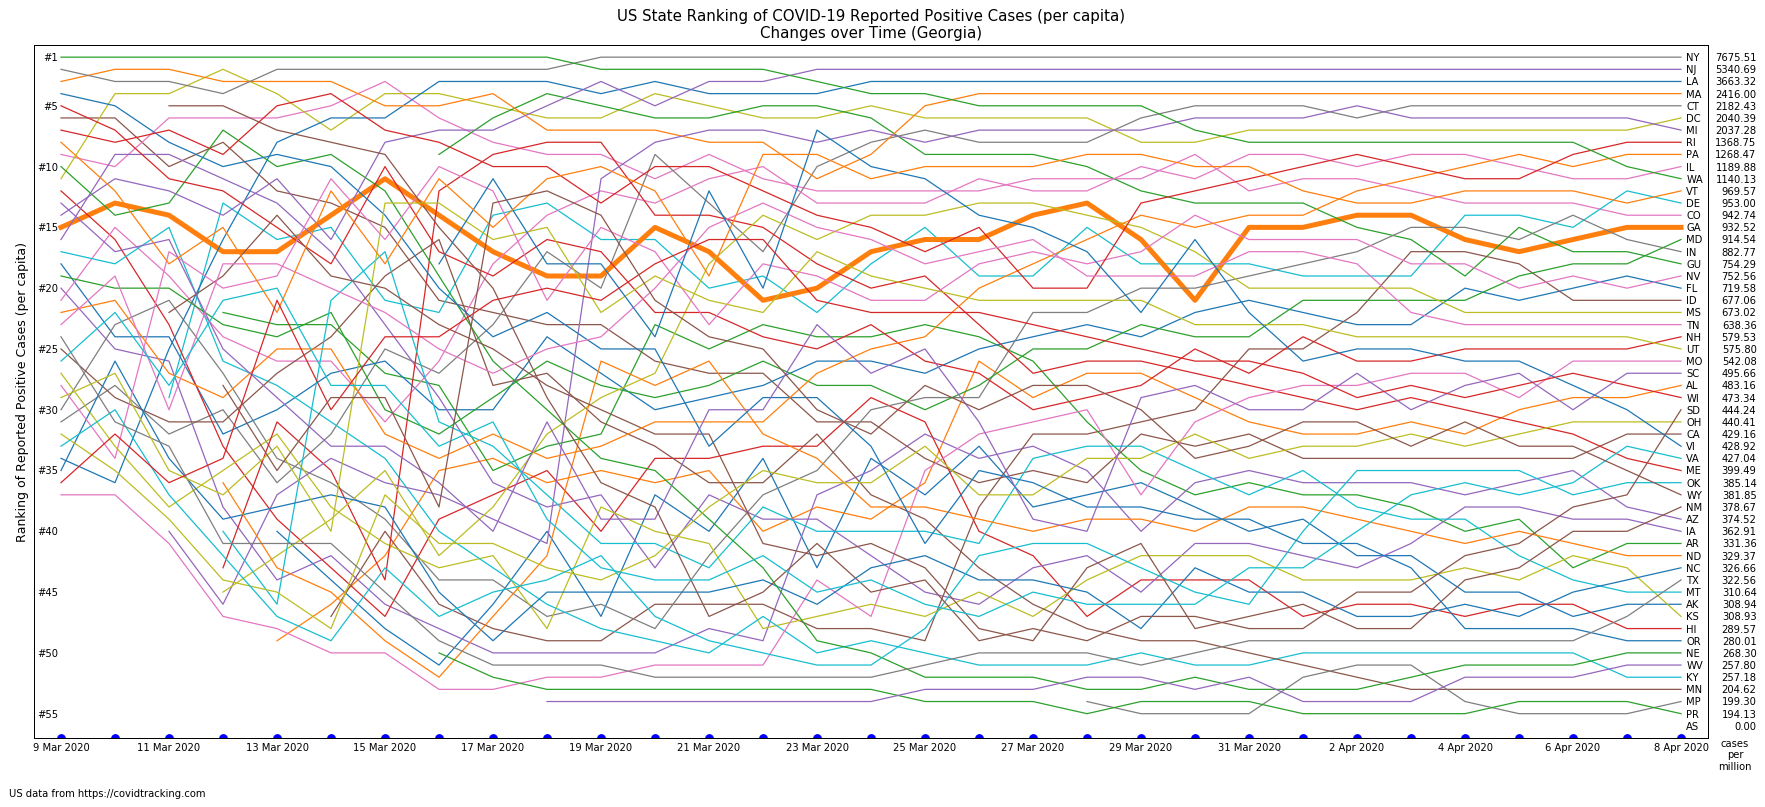 US State Ranking of COVID-19 Reported Positive Cases (per capita)
Changes over Time (Georgia)
Ranking of Reported Positive Cases (per capita)
#1
#5
#10
#15
#20
#25
#30
#35
#40
#45
#50
#55
NY 7675.51
NJ 5340.69
LA 3663.32
MA 2416.00
CT 2182.43
DC 2040.39
MI 2037.28
RI 1368.75
PA 1268.47
IL 1189.88
WA 1140.13
VT 969.57
DE 953.00
CO 942.74
GA 932.52
MD 914.54
IN 882.77
GU 754.29
NV 752.56
FL 719.58
ID 677.06
MS 673.02
TN 638.36
NH 579.53
UT 575.80
MO 542.08
SC 495.66
AL 483.16
WI 473.34
SD 444.24
OH 440.41
CA 429.16
VI 428.92
VA 427.04
ME 399.49
OK 385.14
WY 381.85
NM 378.67
AZ 374.52
IA 362.91
AR 331.36
ND 329.37
NC 326.66
TX 322.56
MT 310.64
AK 308.94
KS 308.93
HI 289.57
OR 280.01
NE 268.30
WV 257.80
KY 257.18
MN 204.62
MP 199.30
PR 194.13
AS 0.00
9 Mar 2020 11 Mar 2020 13 Mar 2020 15 Mar 2020 17 Mar 2020 19 Mar 2020 21 Mar 2020 23 Mar 2020 25 Mar 2020 27 Mar 2020 29 Mar 2020 31 Mar 2020 2 Apr 2020 4 Apr 2020 6 Apr 2020 8 Apr 2020
cases
per
million
US data from https://covidtracking.com